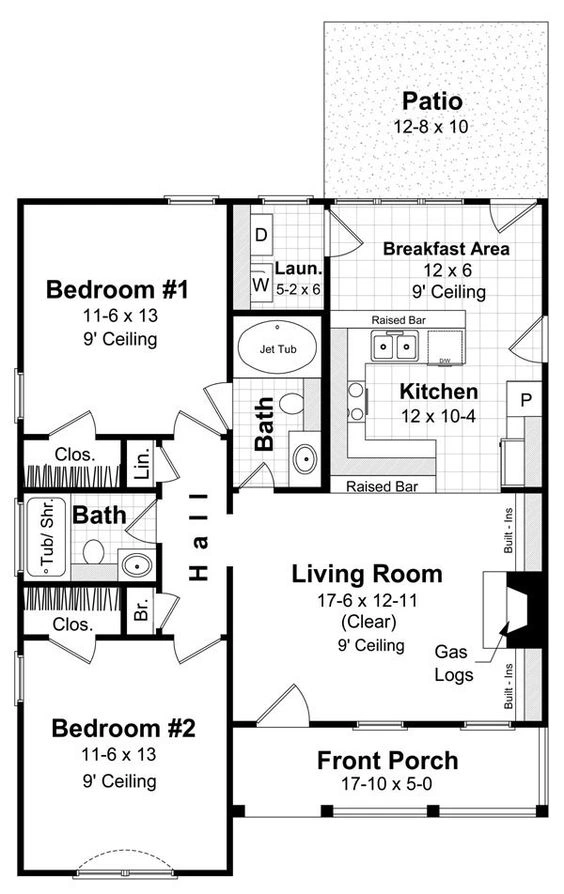 Patio
12-8 x 10
Breakfast Area
12 x 6
9' Ceiling
D
W
Laun.
5-2 x 6
Bedroom #1
11-6 x 13
9' Ceiling
Raised Bar
D/W
Jet Tub
Kitchen
12 x 10-4
P
Bath
Clos.
Lin.
Raised Bar
Tub/ Shr.
Bath
Hall
Built - Ins
Living Room
17-6 x 12-11
(Clear)
9' Ceiling
Clos.
Br.
Gas
Logs
Built - Ins
Bedroom #2
11-6 x 13
9' Ceiling
Front Porch
17-10 x 5-0